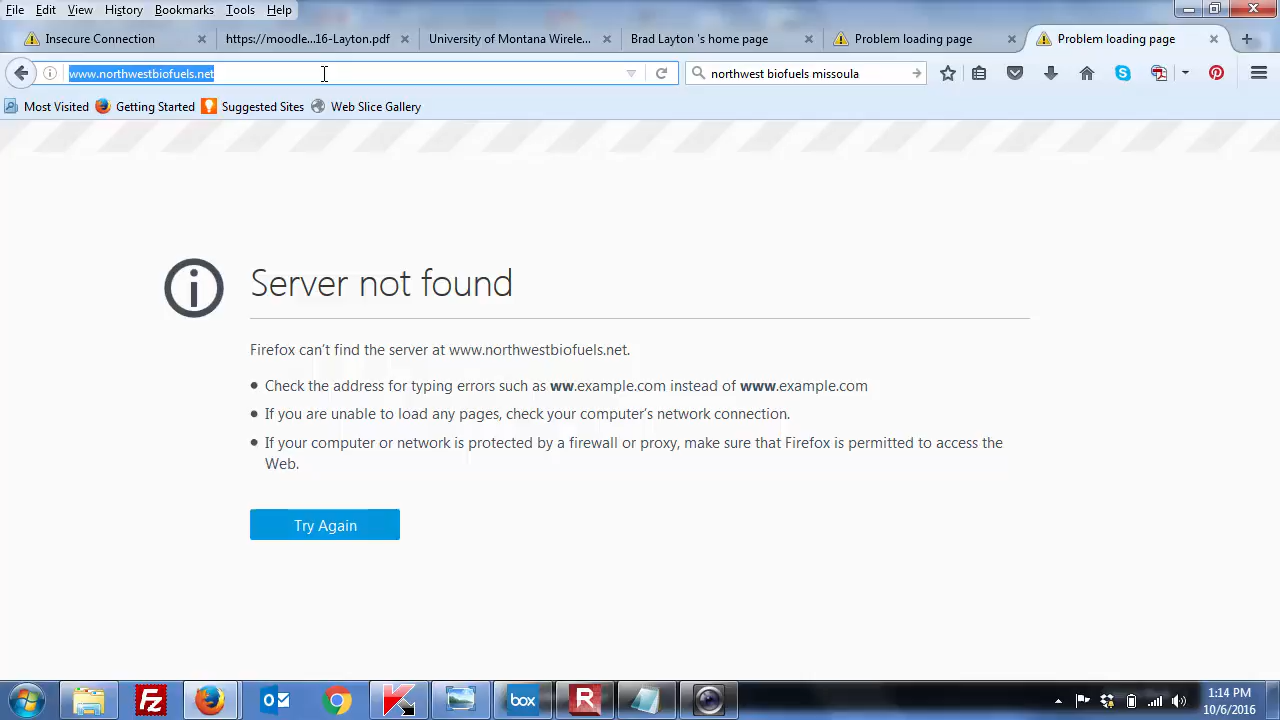 File Edit View History Bookmarks Tools Help
Insecure Connection https://moodle...16-Layton.pdf University of Montana Wirele... Brad Layton 's home page Problem loading page Problem loading page
www.northwestbiofuels.net northwest biofuels missoula
Most Visited Getting Started Suggested Sites Web Slice Gallery
Server not found
Firefox can't find the server at www.northwestbiofuels.net.
Check the address for typing errors such as ww.example.com instead of www.example.com
If you are unable to load any pages, check your computer's network connection.
If your computer or network is protected by a firewall or proxy, make sure that Firefox is permitted to access the
Web.
Try Again
box
1:14 PM
10/6/2016